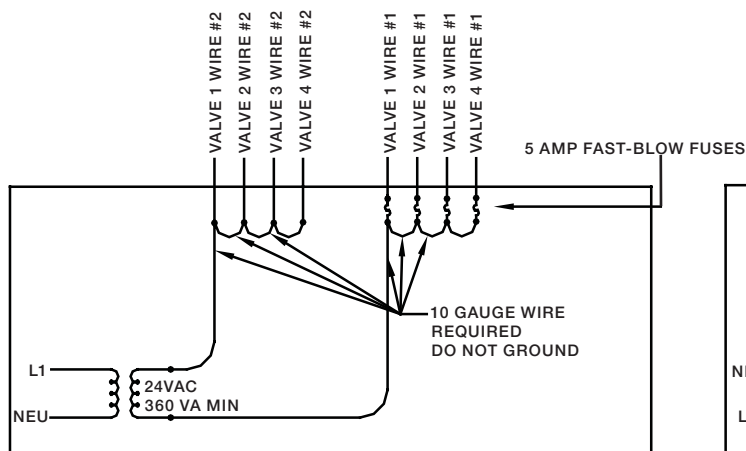 VALVE 1 WIRE #2
VALVE 2 WIRE #2
VALVE 3 WIRE #2
VALVE 4 WIRE #2
VALVE 1 WIRE #1
VALVE 2 WIRE #1
VALVE 3 WIRE #1
VALVE 4 WIRE #1
5 AMP FAST-BLOW FUSES
10 GAUGE WIRE
REQUIRED
DO NOT GROUND
L1
24VAC
360 VA MIN
NEU